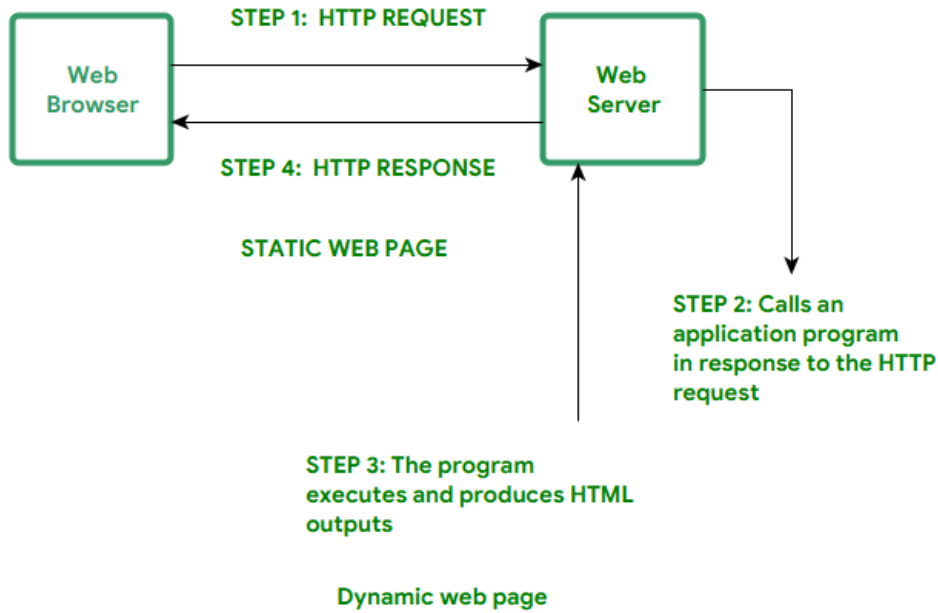 STEP 1: HTTP REQUEST
Web
Browser
Web
Server
STEP 4: HTTP RESPONSE
STATIC WEB PAGE
STEP 2: Calls an
application program
in response to the HTTP
request
STEP 3: The program
executes and produces HTML
outputs
Dynamic web page